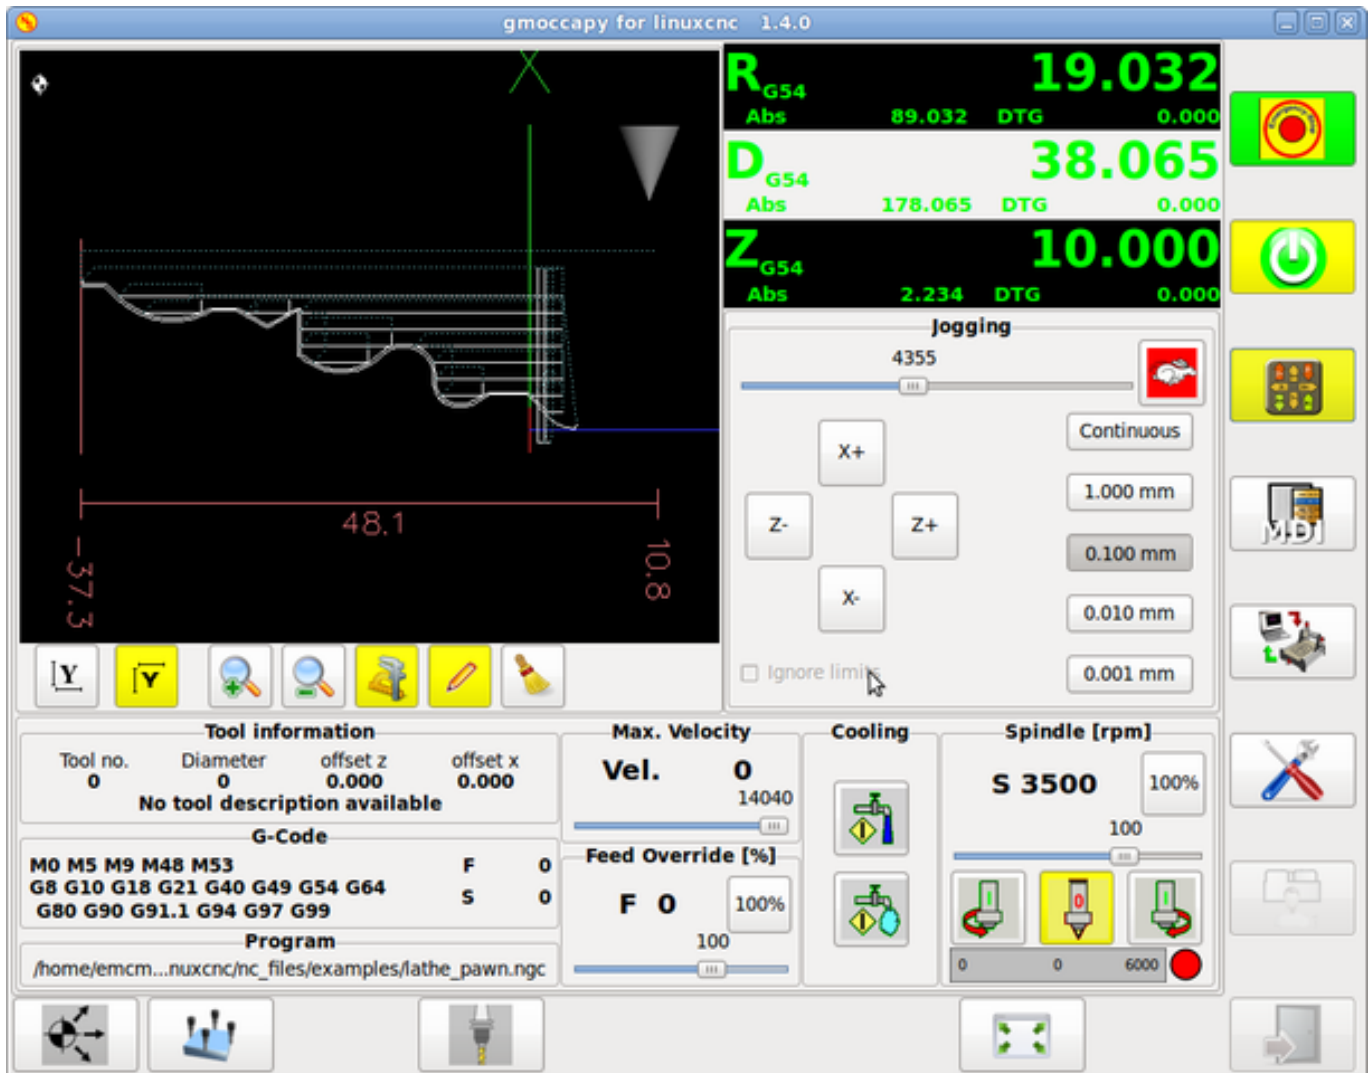 gmoccapy for linuxcnc 1.4.0
X
R G54 19.032
Abs 89.032 DTG 0.000
D G54 38.065
Abs 178.065 DTG 0.000
Z G54 10.000
Abs 2.234 DTG 0.000
Jogging
4355
Continuous
X+
1.000 mm
Z- Z+
0.100 mm
X-
0.010 mm
Ignore limits
0.001 mm
48.1
-37.3
10.8
Y
Y
MDI
Tool information
Tool no. Diameter offset z offset x
0 0 0.000 0.000
No tool description available
G-Code
M0 M5 M9 M48 M53 F 0
G8 G10 G18 G21 G40 G49 G54 G64 S 0
G80 G90 G91.1 G94 G97 G99
Program
/home/emcm...nuxcnc/nc_files/examples/lathe_pawn.ngc
Max. Velocity
Vel. 0
14040
Feed Override [%]
F 0 100%
100
Cooling
Spindle [rpm]
S 3500 100%
100
I 0 I
0 0 6000